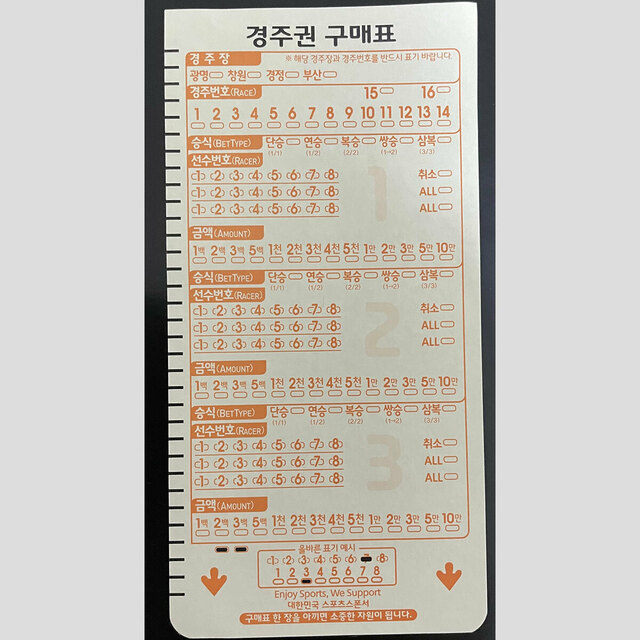 경주권 구매표
경 주 장 ※ 해당 경주장과 경주번호를 반드시 표기 바랍니다.
광명 창원 경정 부산
경주번호(RACE) 15 16
1 2 3 4 5 6 7 8 9 10 11 12 13 14
승식(BETTYPE) 단승 연승 복승 쌍승 삼복
(1/1) (1/2) (2/2) (1→2) (3/3)
선수번호(RACER)
1 2 3 4 5 6 7 8 취소
1 2 3 4 5 6 7 8 ALL
1 2 3 4 5 6 7 8 ALL
1
금액(AMOUNT)
1백 2백 3백 5백 1천 2천 3천 4천 5천 1만 2만 3만 5만 10만
승식(BETTYPE) 단승 연승 복승 쌍승 삼복
(1/1) (1/2) (2/2) (1→2) (3/3)
선수번호(RACER)
1 2 3 4 5 6 7 8 취소
1 2 3 4 5 6 7 8 ALL
1 2 3 4 5 6 7 8 ALL
2
금액(AMOUNT)
1백 2백 3백 5백 1천 2천 3천 4천 5천 1만 2만 3만 5만 10만
승식(BETTYPE) 단승 연승 복승 쌍승 삼복
(1/1) (1/2) (2/2) (1→2) (3/3)
선수번호(RACER)
1 2 3 4 5 6 7 8 취소
1 2 3 4 5 6 7 8 ALL
1 2 3 4 5 6 7 8 ALL
3
금액(AMOUNT)
1백 2백 3백 5백 1천 2천 3천 4천 5천 1만 2만 3만 5만 10만
올바른 표기 예시
1 2 3 4 5 6 7 8
1 2 3 4 5 6 7 8
Enjoy Sports, We Support
대한민국 스포츠스폰서
구매표 한 장을 아끼면 소중한 자원이 됩니다.